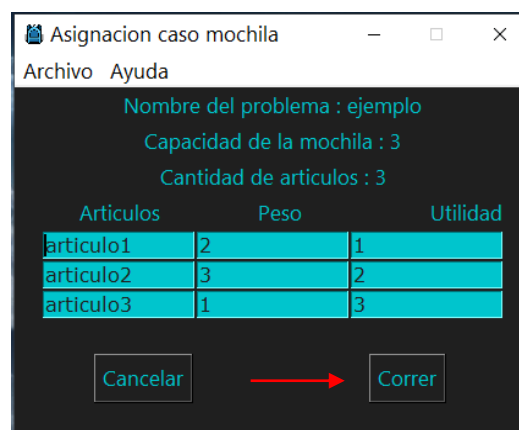 Asignacion caso mochila
Archivo Ayuda
Nombre del problema : ejemplo
Capacidad de la mochila : 3
Cantidad de articulos : 3
Articulos Peso Utilidad
articulo1 2 1
articulo2 3 2
articulo3 1 3
Cancelar Correr